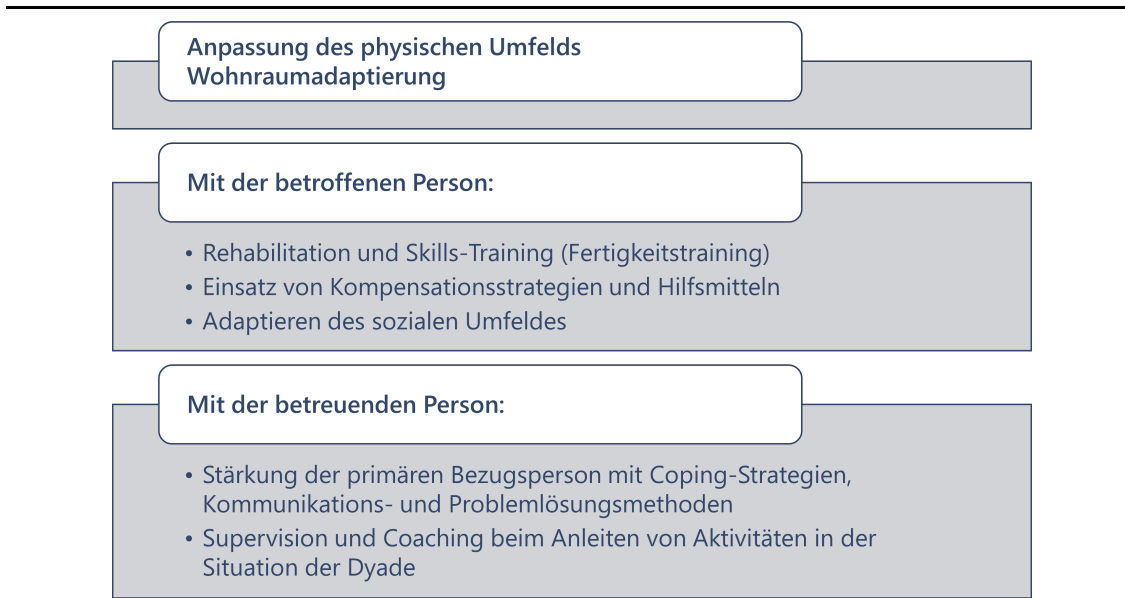 Anpassung des physischen Umfelds
Wohnraumadaptierung
Mit der betroffenen Person:
• Rehabilitation und Skills-Training (Fertigkeitstraining)
• Einsatz von Kompensationsstrategien und Hilfsmitteln
• Adaptieren des sozialen Umfeldes
Mit der betreuenden Person:
• Stärkung der primären Bezugsperson mit Coping-Strategien,
Kommunikations- und Problemlösungsmethoden
• Supervision und Coaching beim Anleiten von Aktivitäten in der
Situation der Dyade